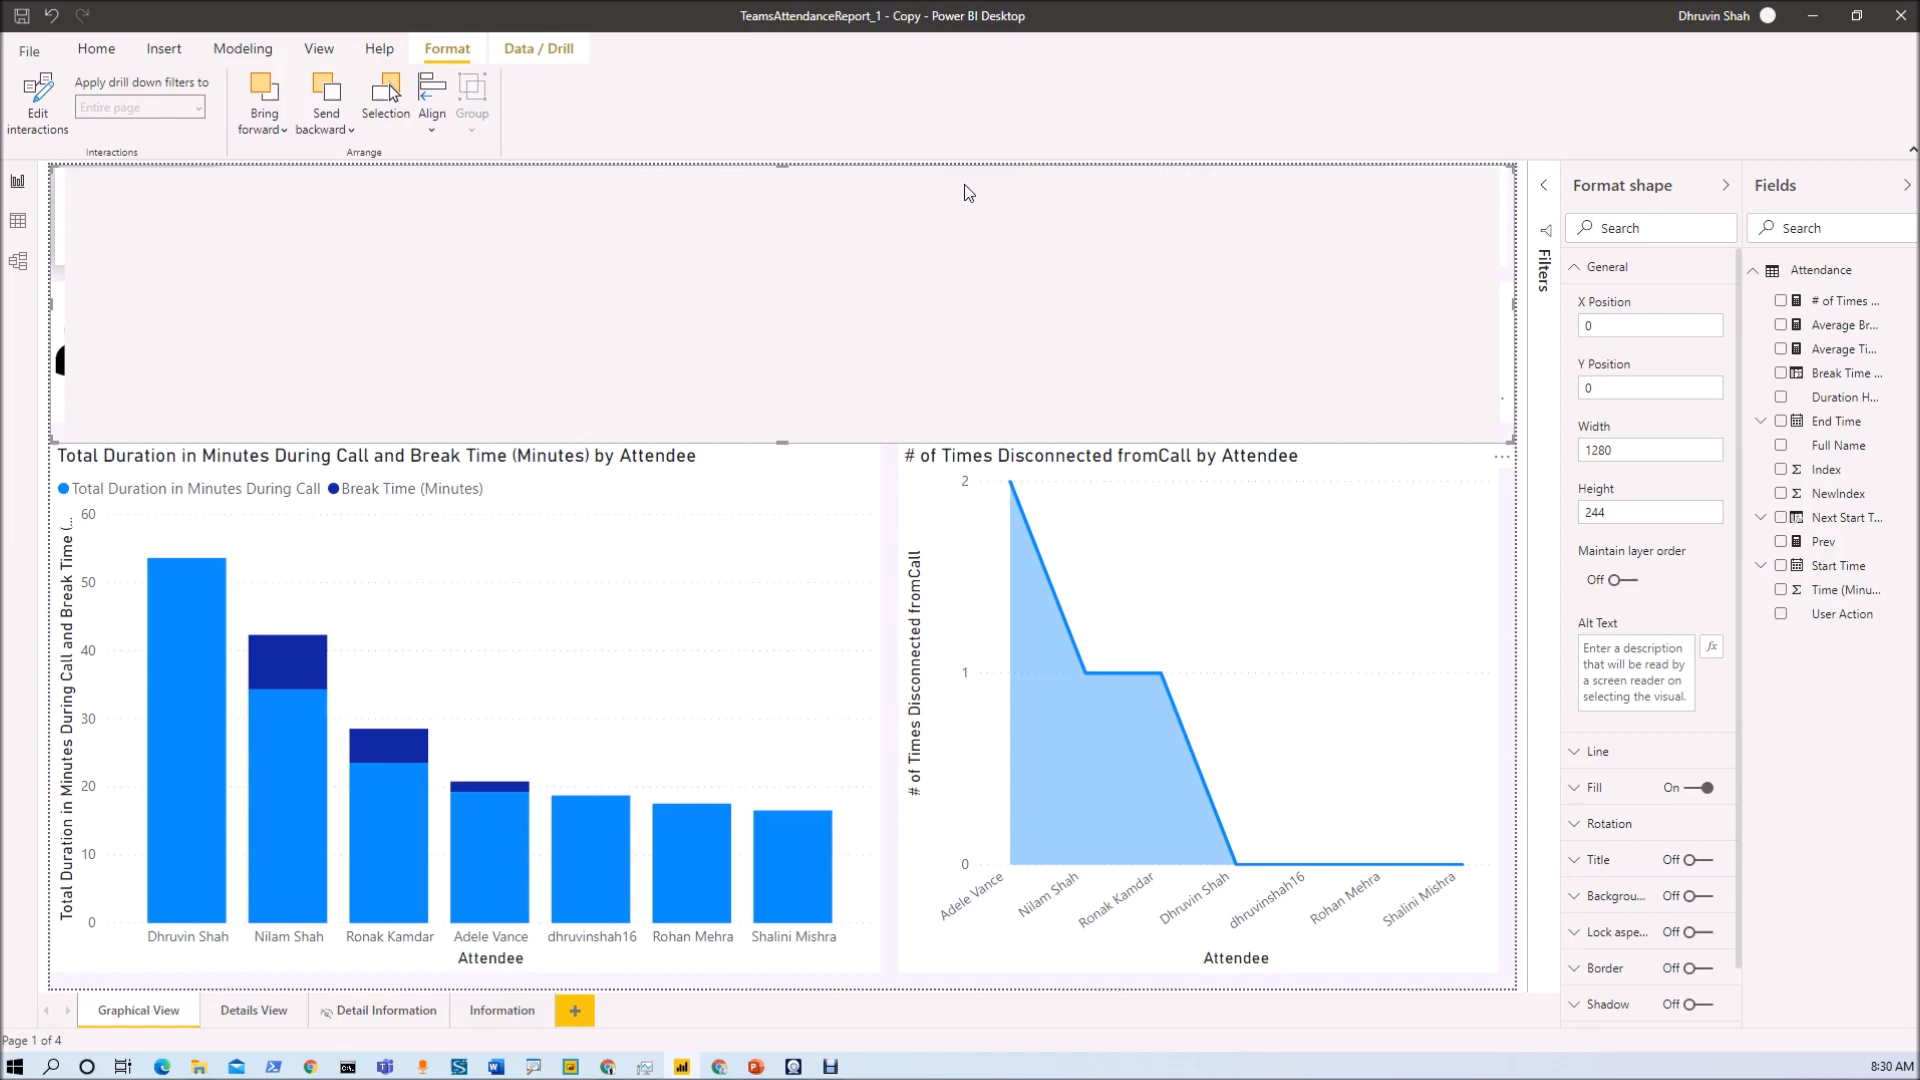 TeamsAttendanceReport_1 - Copy - Power BI Desktop
Dhruvin Shah
File Home Insert Modeling View Help Format Data / Drill
Edit interactions
Apply drill down filters to
Entire page
Bring forward
Send backward
Selection
Align
Group
Interactions
Arrange
Total Duration in Minutes During Call and Break Time (Minutes) by Attendee
Total Duration in Minutes During Call Break Time (Minutes)
Total Duration in Minutes During Call and Break Time (...
60
50
40
30
20
10
0
Dhruvin Shah Nilam Shah Ronak Kamdar Adele Vance dhruvinshah16 Rohan Mehra Shalini Mishra
Attendee
# of Times Disconnected fromCall by Attendee
# of Times Disconnected fromCall
2
1
0
Adele Vance Nilam Shah Ronak Kamdar Dhruvin Shah dhruvinshah16 Rohan Mehra Shalini Mishra
Attendee
Filters
Format shape
Search
General
X Position
0
Y Position
0
Width
1280
Height
244
Maintain layer order
Off
Alt Text
Enter a description
that will be read by
a screen reader on
selecting the visual.
fx
Line
Fill On
Rotation
Title Off
Backgrou... Off
Lock aspe... Off
Border Off
Shadow Off
Fields
Search
Attendance
# of Times ...
Average Br...
Average Ti...
Break Time ...
Duration H...
End Time
Full Name
Index
NewIndex
Next Start T...
Prev
Start Time
Time (Minu...
User Action
Graphical View Details View Detail Information Information
Page 1 of 4
8:30 AM